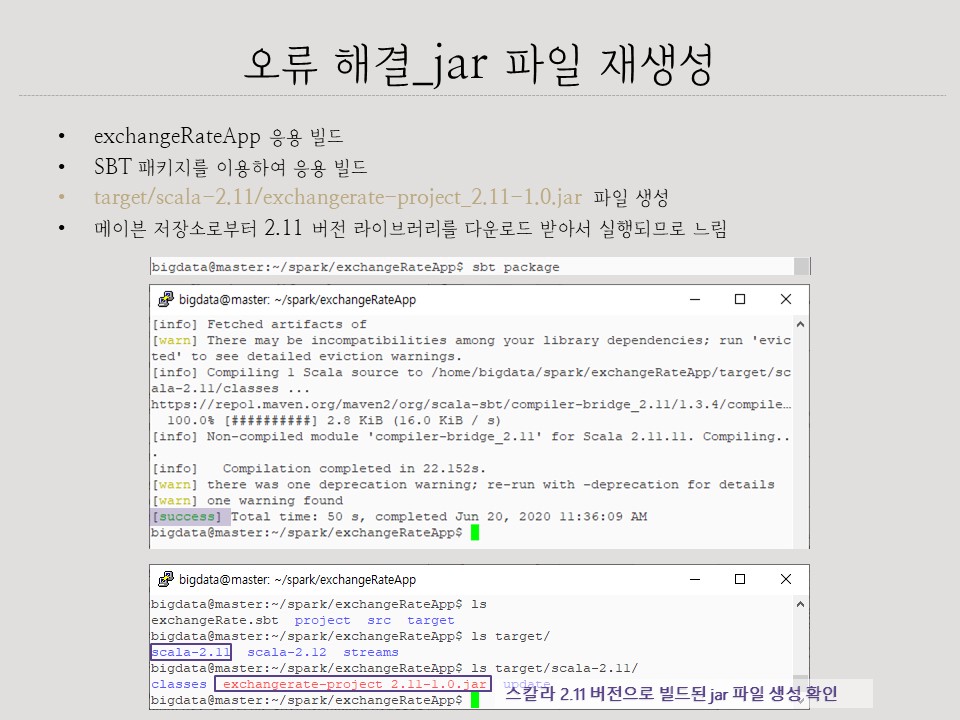 오류 해결_jar 파일 재생성
• exchangeRateApp 응용 빌드
• SBT 패키지를 이용하여 응용 빌드
• target/scala-2.11/exchangerate-project_2.11-1.0.jar 파일 생성
• 메이븐 저장소로부터 2.11 버전 라이브러리를 다운로드 받아서 실행되므로 느림
bigdata@master:~/spark/exchangeRateApp$ sbt package
bigdata@master: ~/spark/exchangeRateApp
[info] Fetched artifacts of
[warn] There may be incompatibilities among your library dependencies; run 'evic
ted' to see detailed eviction warnings.
[info] Compiling 1 Scala source to /home/bigdata/spark/exchangeRateApp/target/sc
ala-2.11/classes ...
https://repo1.maven.org/maven2/org/scala-sbt/compiler-bridge_2.11/1.3.4/compile…
100.0% [##########] 2.8 KiB (16.0 KiB / s)
[info] Non-compiled module 'compiler-bridge_2.11' for Scala 2.11.11. Compiling..
.
[info]   Compilation completed in 22.152s.
[warn] there was one deprecation warning; re-run with -deprecation for details
[warn] one warning found
[success] Total time: 50 s, completed Jun 20, 2020 11:36:09 AM
bigdata@master:~/spark/exchangeRateApp$
bigdata@master: ~/spark/exchangeRateApp
bigdata@master:~/spark/exchangeRateApp$ ls
exchangeRate.sbt  project  src  target
bigdata@master:~/spark/exchangeRateApp$ ls target/
scala-2.11  scala-2.12  streams
bigdata@master:~/spark/exchangeRateApp$ ls target/scala-2.11/
classes  exchangerate-project_2.11-1.0.jar  update
bigdata@master:~/spark/exchangeRateApp$
스칼라 2.11 버전으로 빌드된 jar 파일 생성 확인